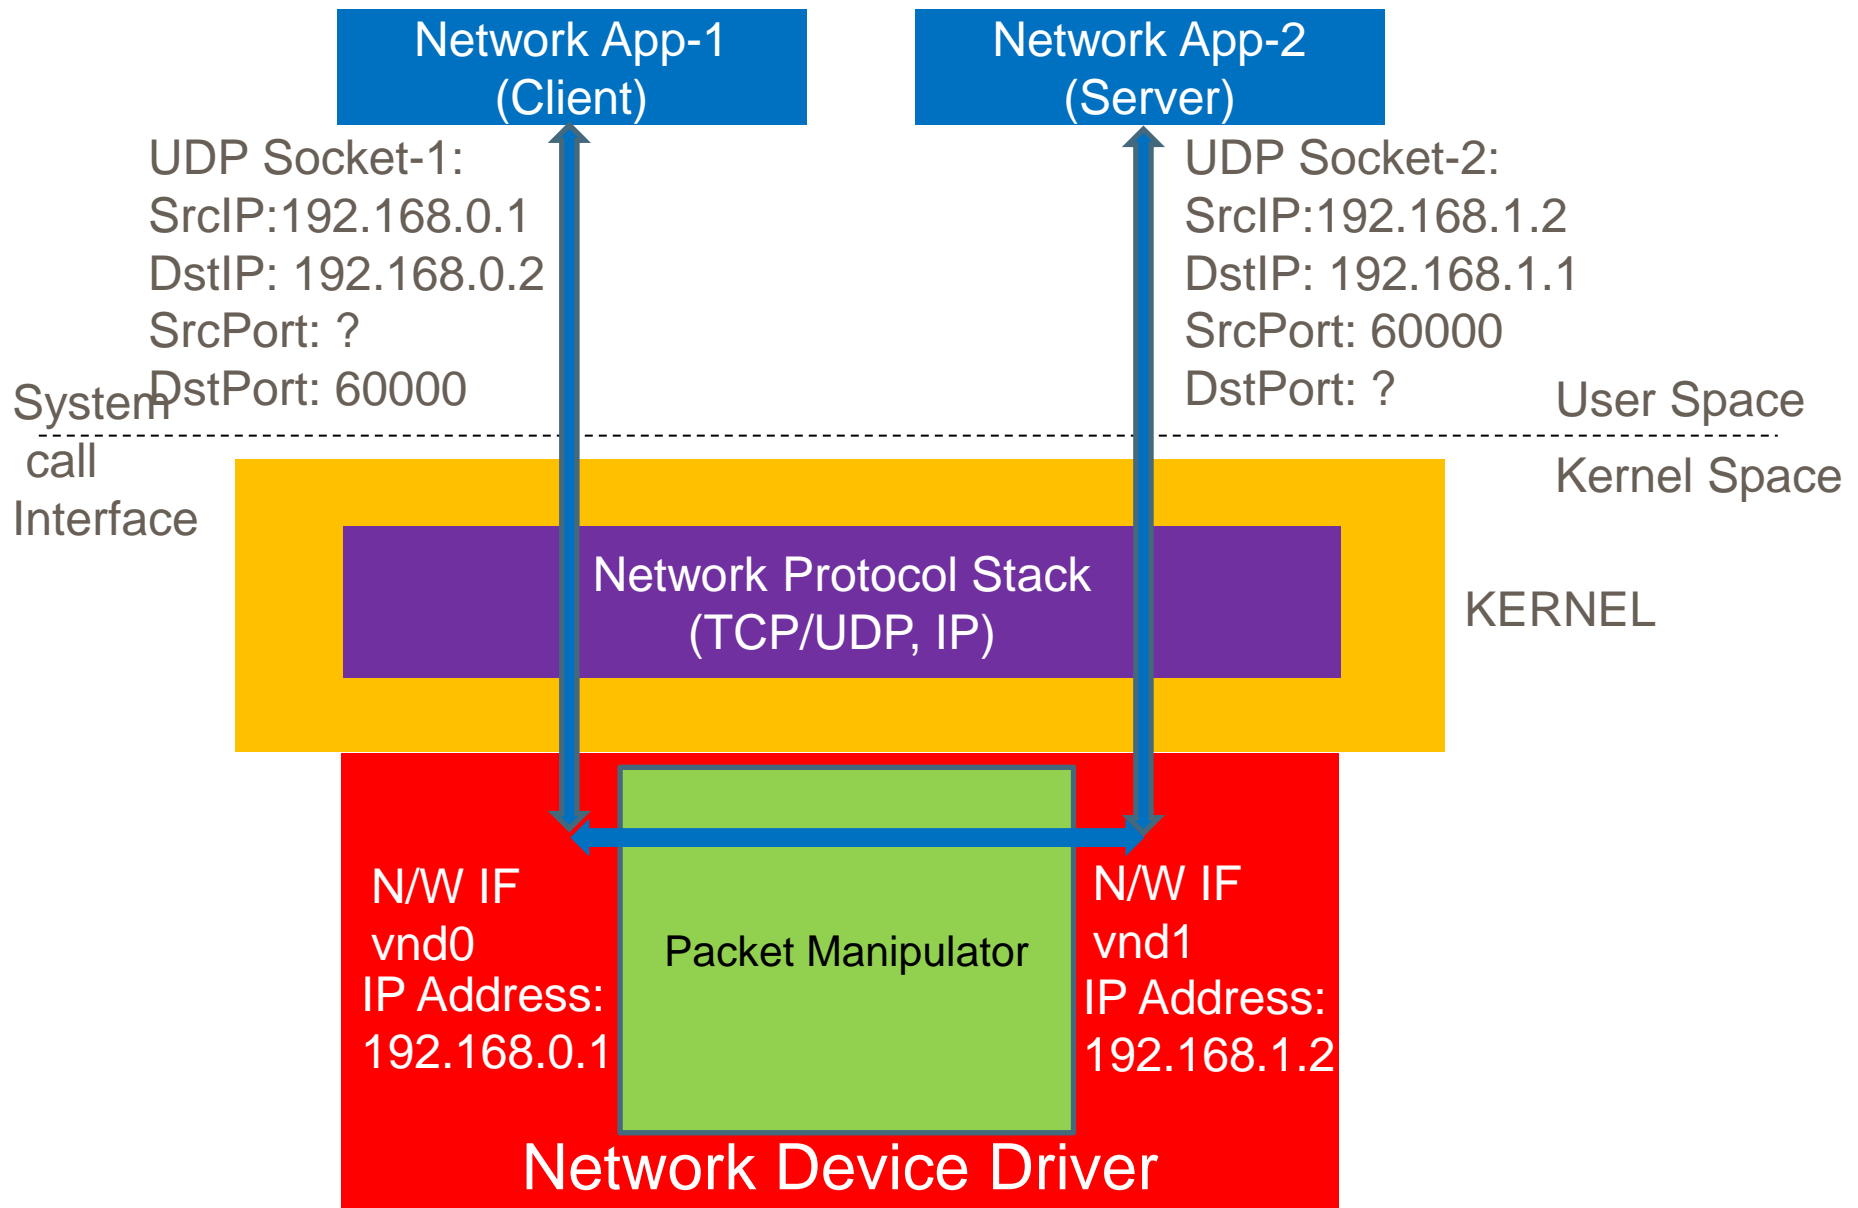 Network App-1
(Client)
Network App-2
(Server)
UDP Socket-1:
SrcIP:192.168.0.1
DstIP: 192.168.0.2
SrcPort: ?
DstPort: 60000
UDP Socket-2:
SrcIP:192.168.1.2
DstIP: 192.168.1.1
SrcPort: 60000
DstPort: ?
System
call
Interface
User Space
Kernel Space
Network Protocol Stack
(TCP/UDP, IP)
KERNEL
N/W IF
vnd0
IP Address:
192.168.0.1
Packet Manipulator
N/W IF
vnd1
IP Address:
192.168.1.2
Network Device Driver